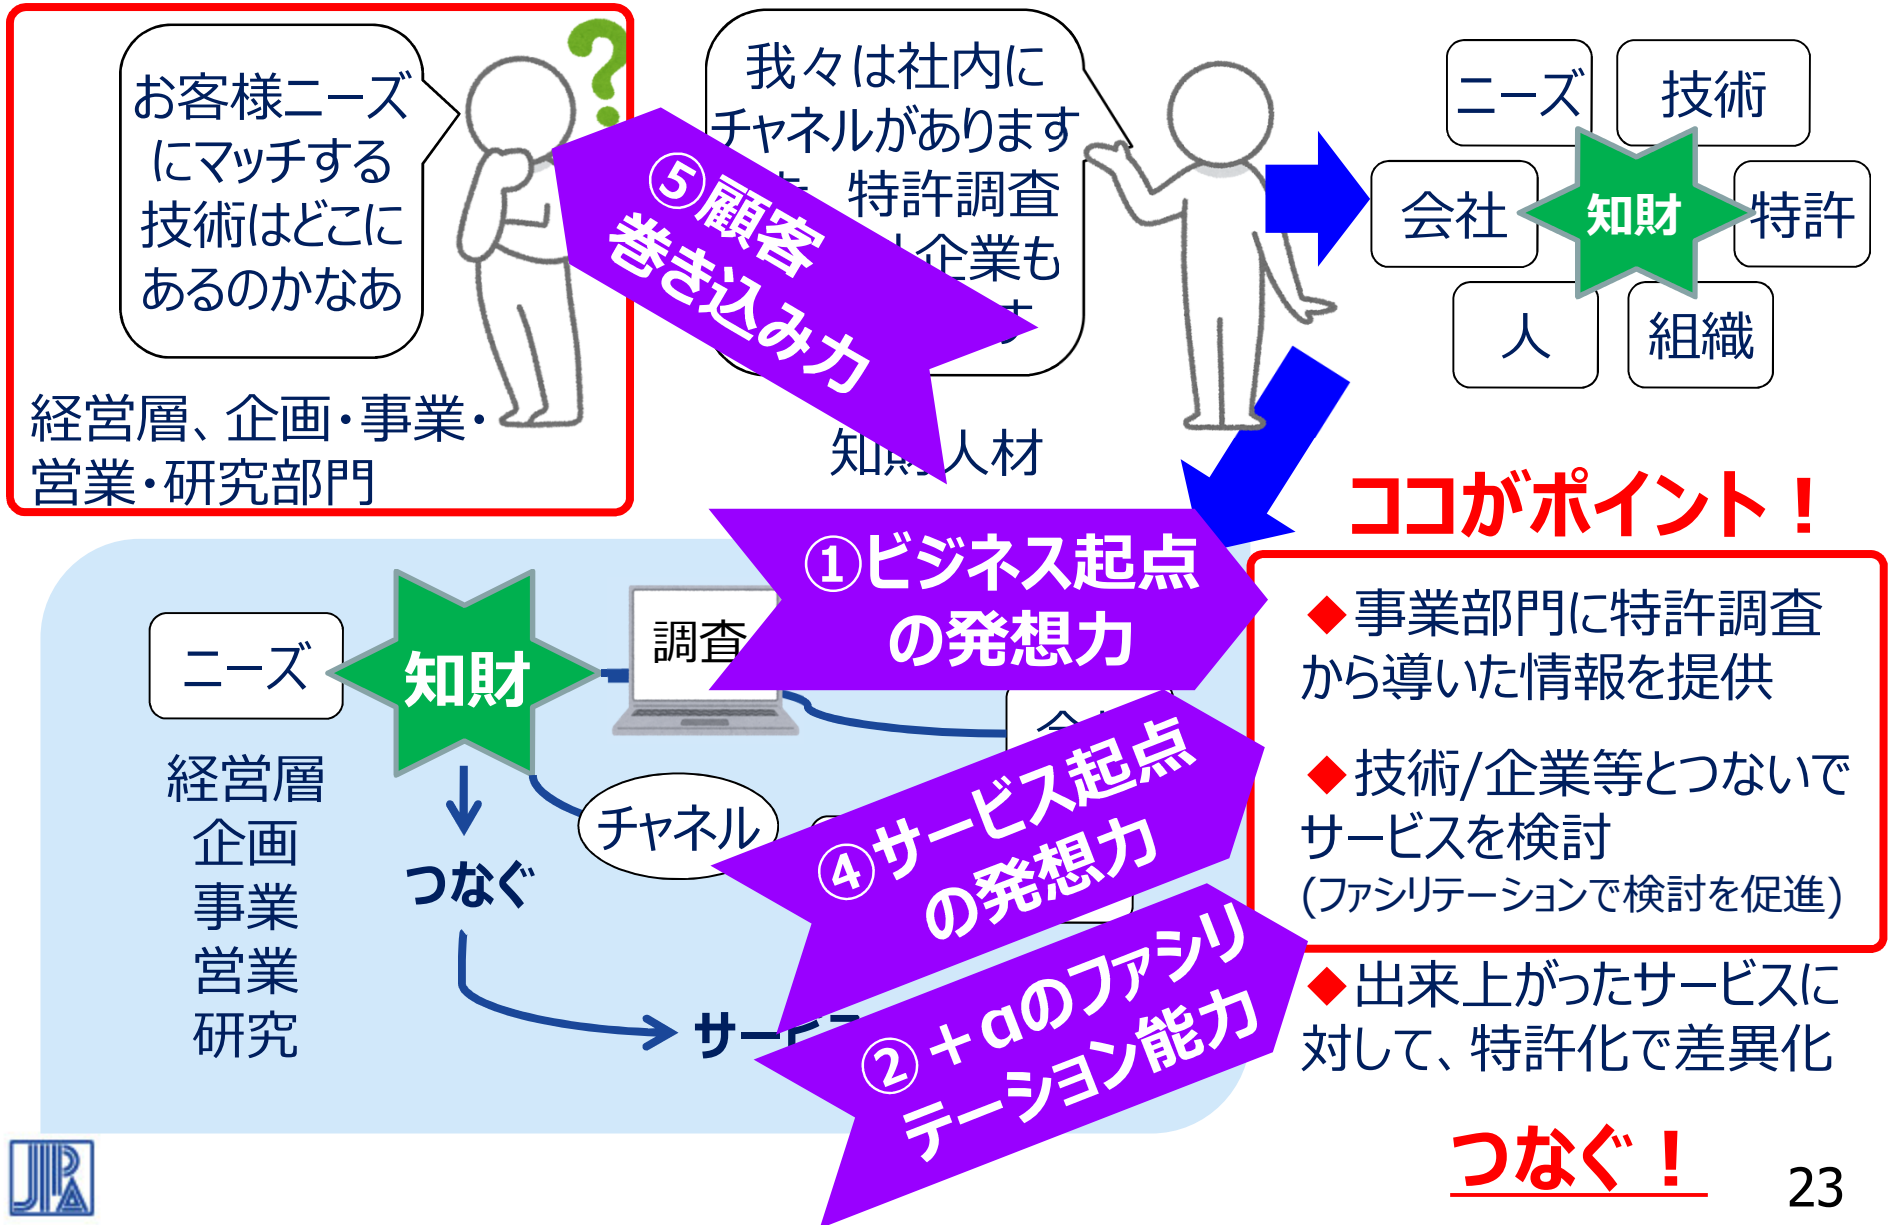 お客様ニーズ
にマッチする
技術はどこに
あるのかなあ
経営層、企画・事業・
営業・研究部門
我々は社内に
チャネルがあります
特許調査
企業も
す
知財人材
⑤顧客
巻き込み力
ニーズ
技術
会社
知財
特許
人
組織
ココがポイント！
◆事業部門に特許調査
から導いた情報を提供
◆技術/企業等とつないで
サービスを検討
(ファシリテーションで検討を促進)
◆出来上がったサービスに
対して、特許化で差異化
つなぐ！
①ビジネス起点
の発想力
④サービス起点
の発想力
②＋αのファシリ
テーション能力
ニーズ
知財
調査
チャネル
つなぐ
経営層
企画
事業
営業
研究
サービス
JIPA
23